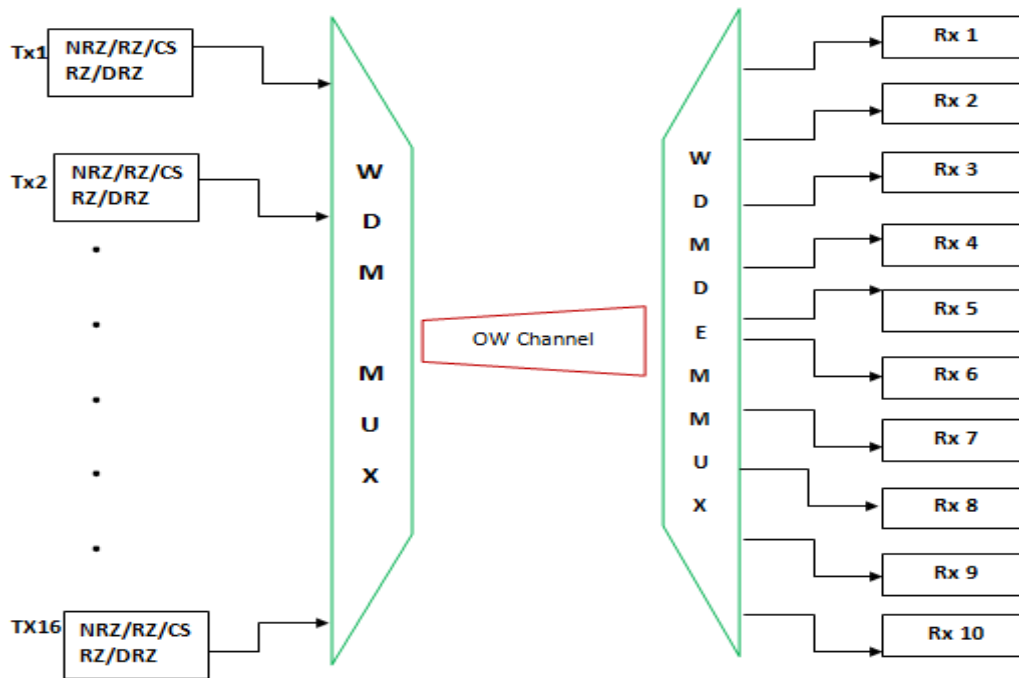 Tx1
NRZ/RZ/CS
RZ/DRZ
Tx2
NRZ/RZ/CS
RZ/DRZ
TX16
NRZ/RZ/CS
RZ/DRZ
W
D
M
M
U
X
OW Channel
W
D
M
D
E
M
M
U
X
Rx 1
Rx 2
Rx 3
Rx 4
Rx 5
Rx 6
Rx 7
Rx 8
Rx 9
Rx 10